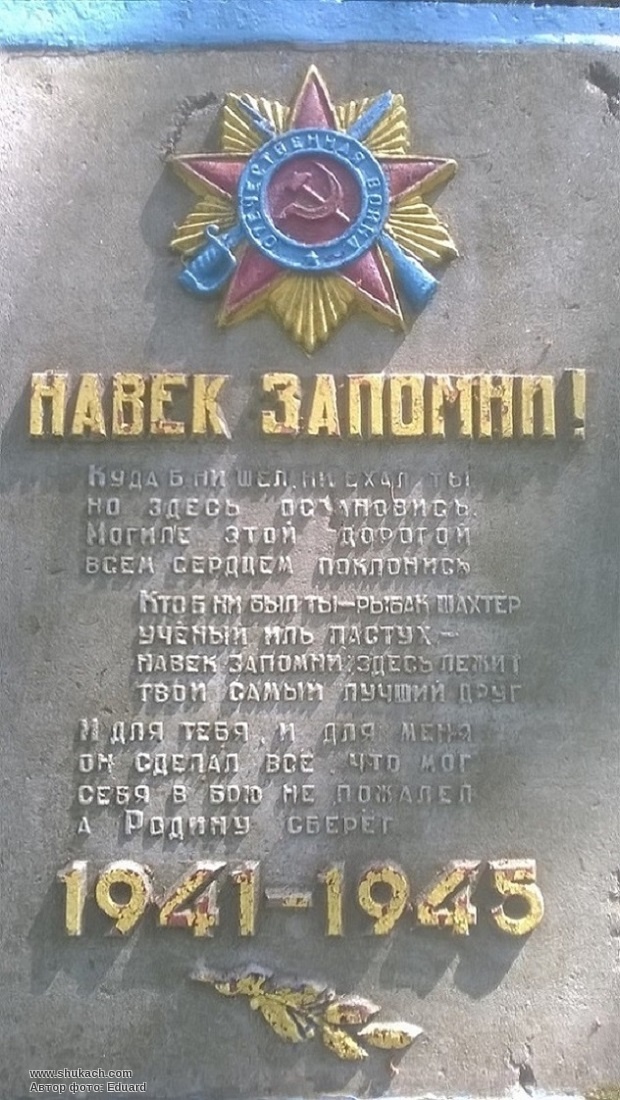 ОТЕЧЕСТВЕННАЯ ВОЙНА
НАВЕК ЗАПОМНИ!
КУДА Б НИ ШЕЛ, НИ ЕХАЛ ТЫ
НО ЗДЕСЬ ОСТАНОВИСЬ.
МОГИЛЕ ЭТОЙ ДОРОГОЙ
ВСЕМ СЕРДЦЕМ ПОКЛОНИСЬ
КТО Б НИ БЫЛ ТЫ—РЫБАК ШАХТЕР
УЧЁНЫЙ ИЛЬ ПАСТУХ—
НАВЕК ЗАПОМНИ: ЗДЕСЬ ЛЕЖИТ
ТВОЙ САМЫЙ ЛУЧШИЙ ДРУГ
И ДЛЯ ТЕБЯ, И ДЛЯ МЕНЯ
ОН СДЕЛАЛ ВСЁ, ЧТО МОГ
СЕБЯ В БОЮ НЕ ПОЖАЛЕЛ
А РОДИНУ СБЕРЕГ
1941-1945
www.shukach.com
Автор фото: Eduard